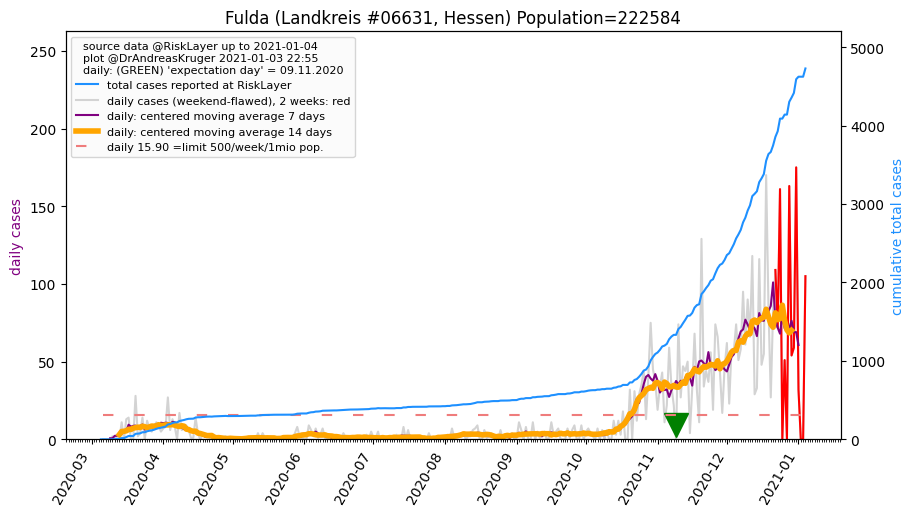 Fulda (Landkreis #06631, Hessen) Population=222584
source data @RiskLayer up to 2021-01-04
plot @DrAndreasKruger 2021-01-03 22:55
daily: (GREEN) 'expectation day' = 09.11.2020
total cases reported at RiskLayer
daily cases (weekend-flawed), 2 weeks: red
daily: centered moving average 7 days
daily: centered moving average 14 days
daily 15.90 =limit 500/week/1mio pop.
daily cases
250
200
150
100
50
0
cumulative total cases
5000
4000
3000
2000
1000
0
2020-03
2020-04
2020-05
2020-06
2020-07
2020-08
2020-09
2020-10
2020-11
2020-12
2021-01